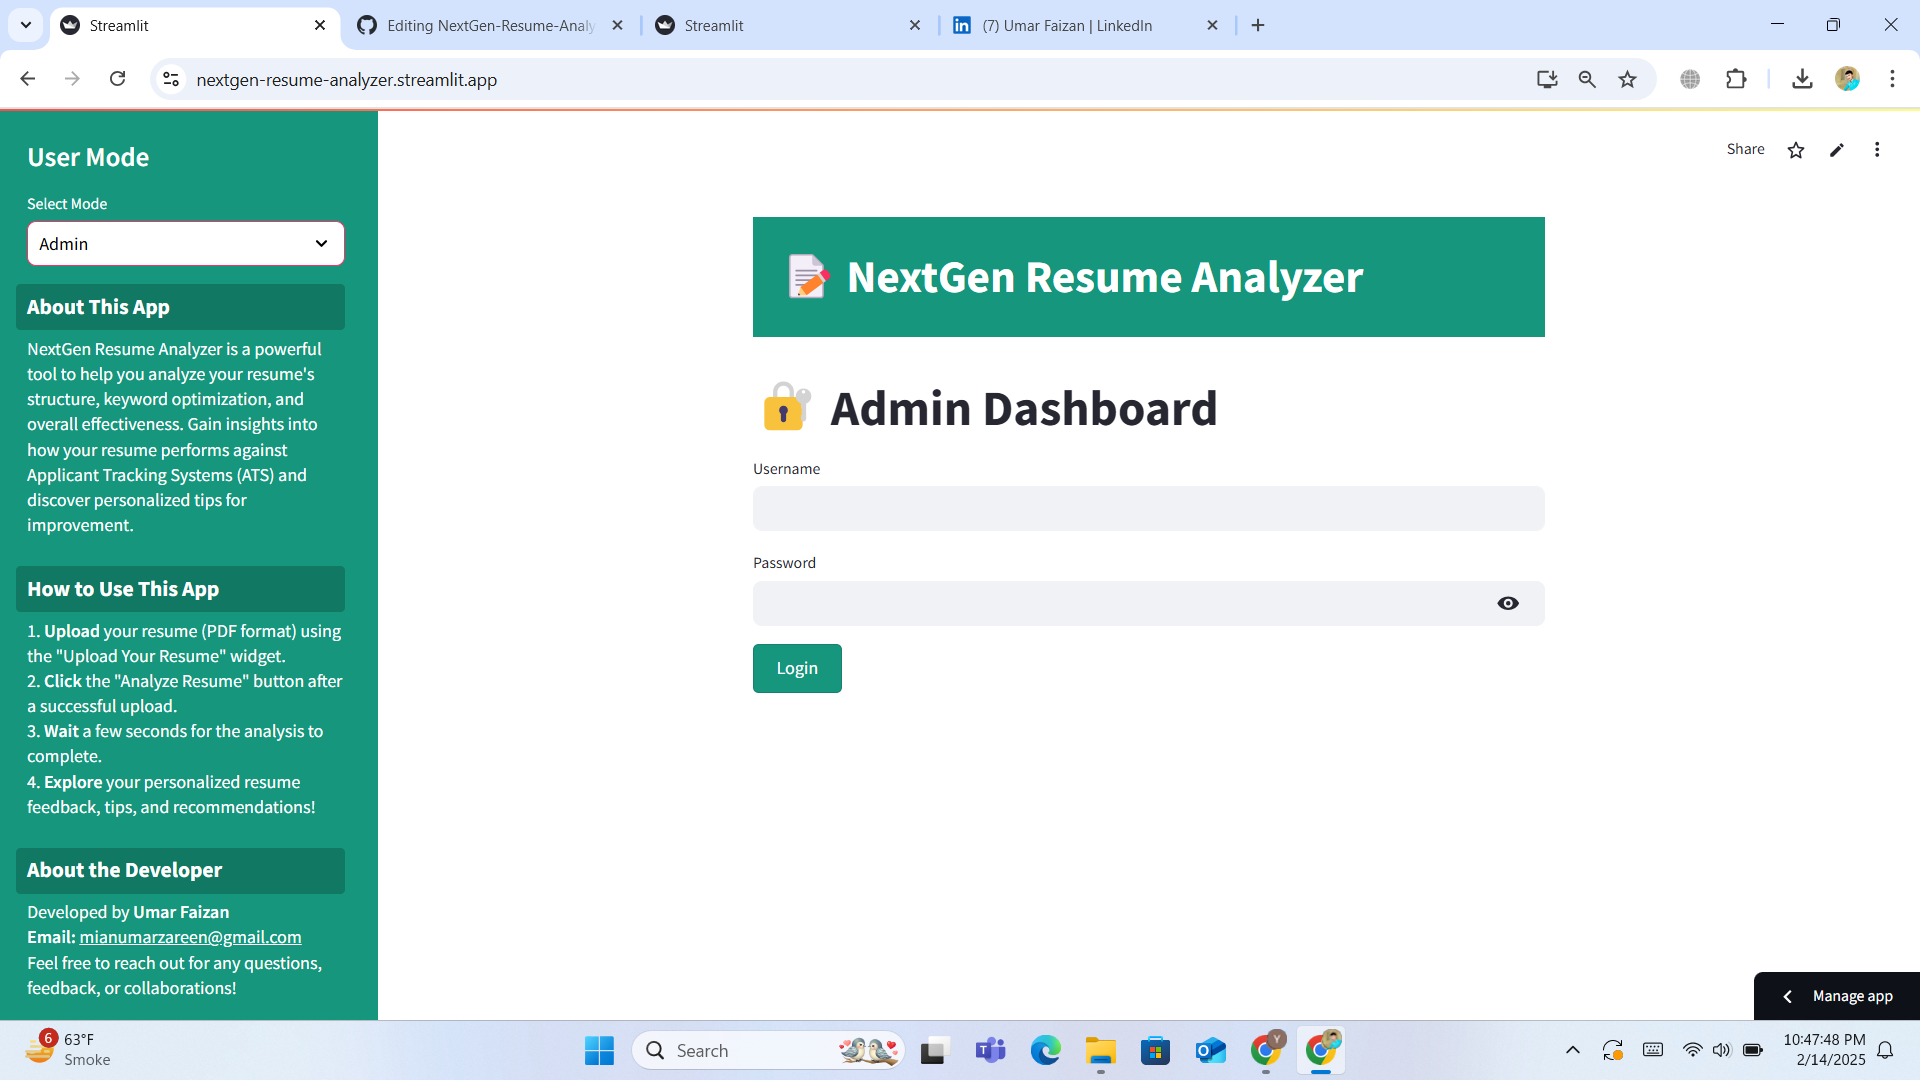 Streamlit
Editing NextGen-Resume-Analy
Streamlit
(7) Umar Faizan | LinkedIn
nextgen-resume-analyzer.streamlit.app
User Mode
Select Mode
Admin
About This App
NextGen Resume Analyzer is a powerful
tool to help you analyze your resume's
structure, keyword optimization, and
overall effectiveness. Gain insights into
how your resume performs against
Applicant Tracking Systems (ATS) and
discover personalized tips for
improvement.
How to Use This App
1. Upload your resume (PDF format) using
the "Upload Your Resume" widget.
2. Click the "Analyze Resume" button after
a successful upload.
3. Wait a few seconds for the analysis to
complete.
4. Explore your personalized resume
feedback, tips, and recommendations!
About the Developer
Developed by Umar Faizan
Email: mianumarzareen@gmail.com
Feel free to reach out for any questions,
feedback, or collaborations!
Share
NextGen Resume Analyzer
Admin Dashboard
Username
Password
Login
Manage app
6
63°F
Smoke
Search
Y
10:47:48 PM
2/14/2025